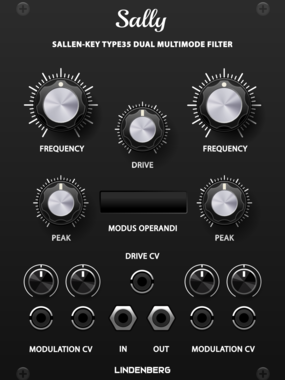 Sally
SALLEN-KEY TYPE35 DUAL MULTIMODE FILTER
FREQUENCY
FREQUENCY
DRIVE
PEAK
PEAK
MODUS OPERANDI
DRIVE CV
MODULATION CV
IN
OUT
MODULATION CV
LINDENBERG